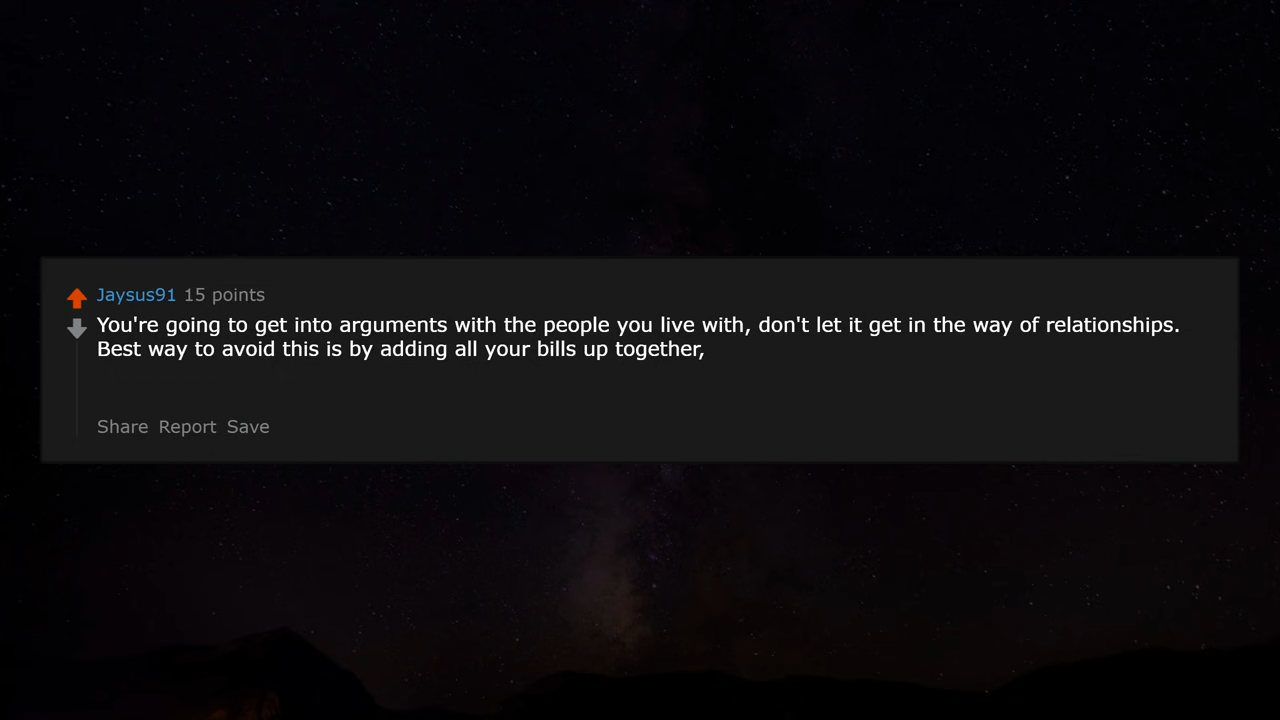 Jaysus91 15 points
You're going to get into arguments with the people you live with, don't let it get in the way of relationships.
Best way to avoid this is by adding all your bills up together,
Share Report Save